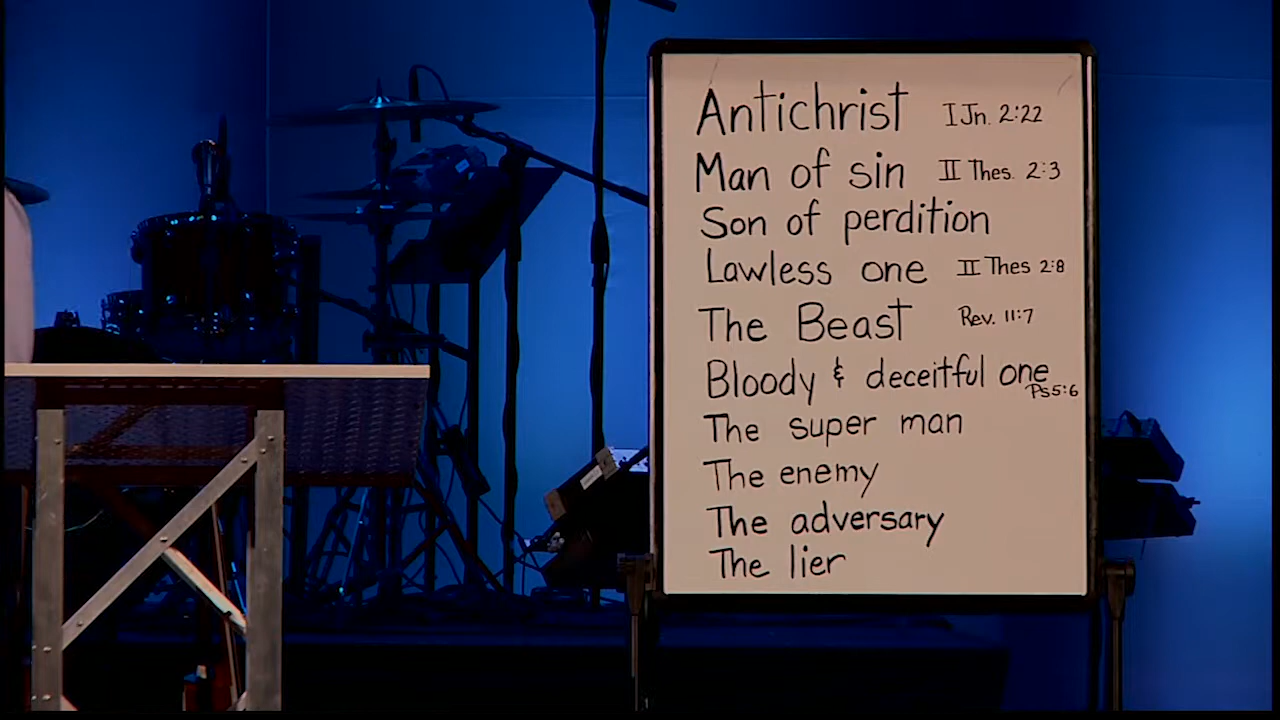 Antichrist I Jn. 2:22
Man of sin II Thes. 2:3
Son of perdition
Lawless one II Thes 2:8
The Beast Rev. 11:7
Bloody & deceitful one Ps 5:6
The super man
The enemy
The adversary
The lier